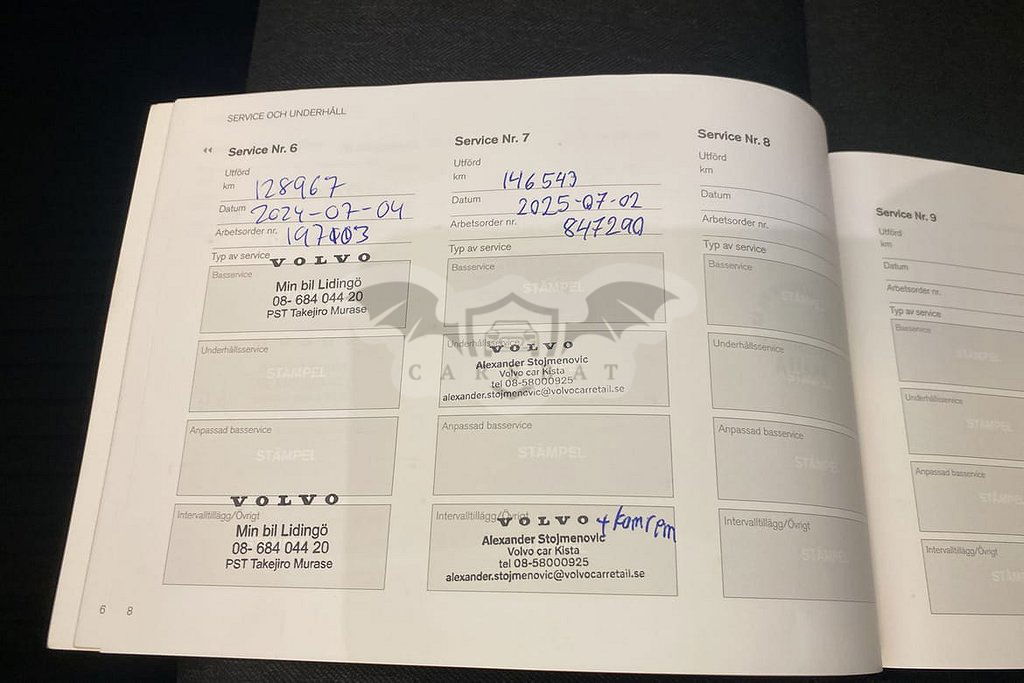 SERVICE OCH UNDERHÅLL
◂◂ Service Nr. 6
Utförd
km 128967
Datum 2024-07-04
Arbetsorder nr. 197003
Typ av service
VOLVO
Basservice
Min bil Lidingö
08- 684 044 20
PST Takejiro Murase
Underhållsservice
STÄMPEL
Anpassad basservice
STÄMPEL
VOLVO
Intervalltillägg/Övrigt
Min bil Lidingö
08- 684 044 20
PST Takejiro Murase
6 8
Service Nr. 7
Utförd
km 146543
Datum 2025-07-02
Arbetsorder nr. 847290
Typ av service
Basservice
STÄMPEL
Underhållsservice
VOLVO
Alexander Stojmenovic
Volvo car Kista
tel 08-58000925
alexander.stojmenovic@volvocarretail.se
Anpassad basservice
STÄMPEL
Intervalltillägg/Övrigt
VOLVO + kamrem
Alexander Stojmenovic
Volvo car Kista
tel 08-58000925
alexander.stojmenovic@volvocarretail.se
Service Nr. 8
Utförd
km
Datum
Arbetsorder nr.
Typ av service
Basservice
STÄMPEL
Underhållsservice
STÄMPEL
Anpassad basservice
STÄMPEL
Intervalltillägg/Övrigt
STÄMPEL
Service Nr. 9
Utförd
km
Datum
Arbetsorder nr.
Typ av service
Basservice
STÄMPEL
Underhållsservice
STÄMPEL
Anpassad basservice
STÄMPEL
Intervalltillägg/Övrigt
STÄMPEL